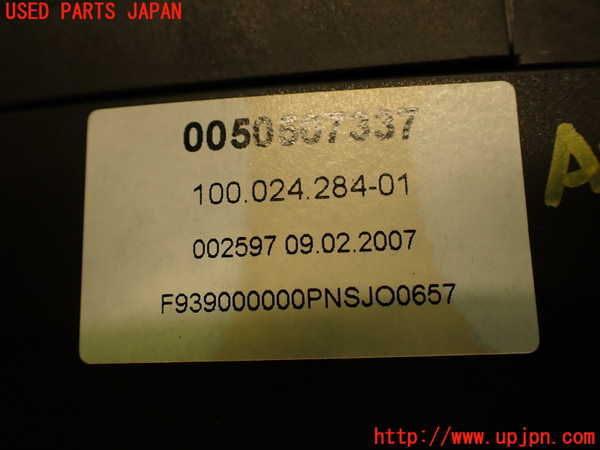 USED PARTS JAPAN
0050507337
100.024.284-01
002597 09.02.2007
F939000000PNSJO0657
http://www.upjpn.com